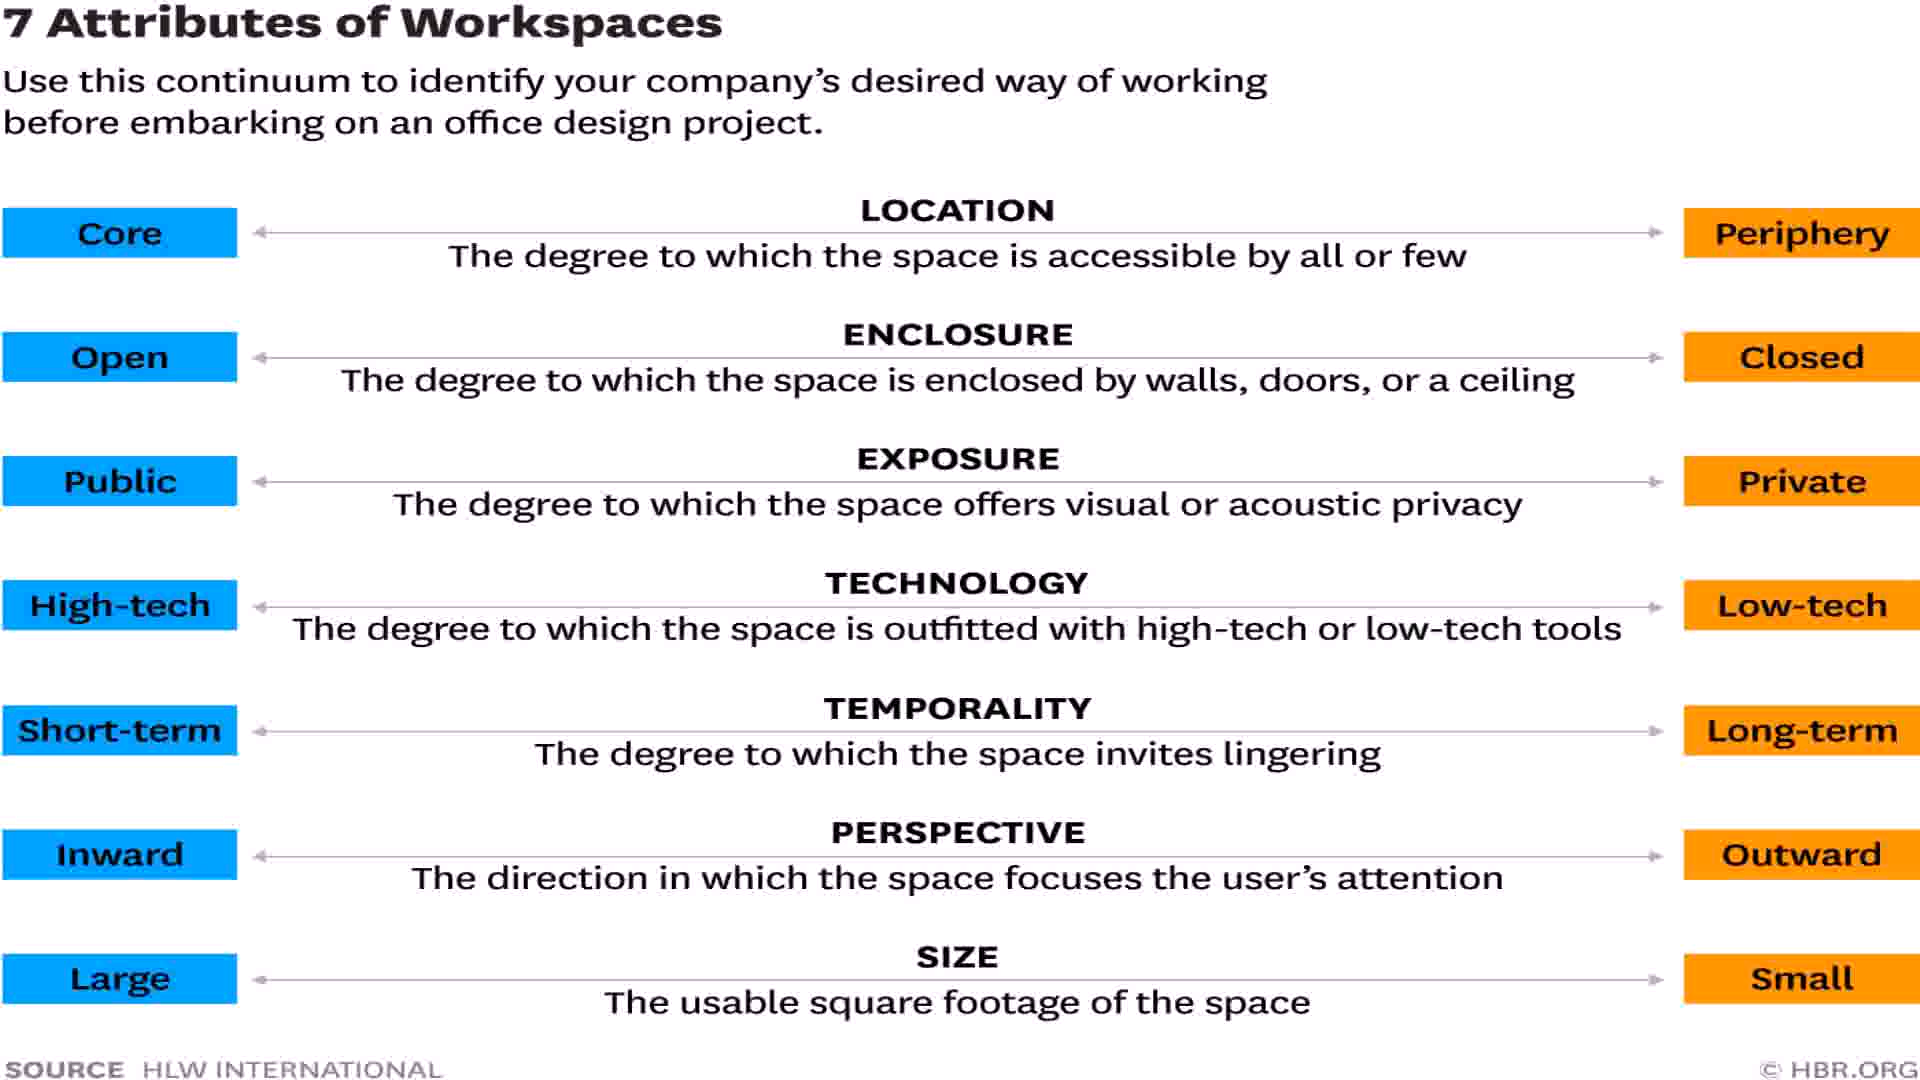 7 Attributes of Workspaces
Use this continuum to identify your company’s desired way of working
before embarking on an office design project.
LOCATION
Core
Periphery
The degree to which the space is accessible by all or few
ENCLOSURE
Open
Closed
The degree to which the space is enclosed by walls, doors, or a ceiling
EXPOSURE
Public
Private
The degree to which the space offers visual or acoustic privacy
TECHNOLOGY
High-tech
Low-tech
The degree to which the space is outfitted with high-tech or low-tech tools
TEMPORALITY
Short-term
Long-term
The degree to which the space invites lingering
PERSPECTIVE
Inward
Outward
The direction in which the space focuses the user’s attention
SIZE
Large
Small
The usable square footage of the space
SOURCE HLW INTERNATIONAL
© HBR.ORG